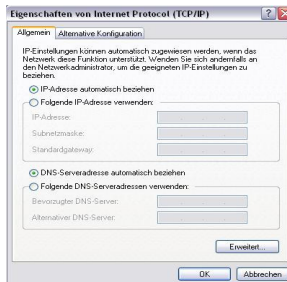 Eigenschaften von Internet Protocol (TCP/IP)
Allgemein
Alternative Konfiguration
IP-Einstellungen können automatisch zugewiesen werden, wenn das
Netzwerk diese Funktion unterstützt. Wenden Sie sich andernfalls an
den Netzwerkadministrator, um die geeigneten IP-Einstellungen zu
beziehen.
IP-Adresse automatisch beziehen
Folgende IP-Adresse verwenden:
IP-Adresse:
Subnetzmaske:
Standardgateway:
DNS-Serveradresse automatisch beziehen
Folgende DNS-Serveradressen verwenden:
Bevorzugter DNS-Server:
Alternativer DNS-Server:
Erweitert...
OK
Abbrechen